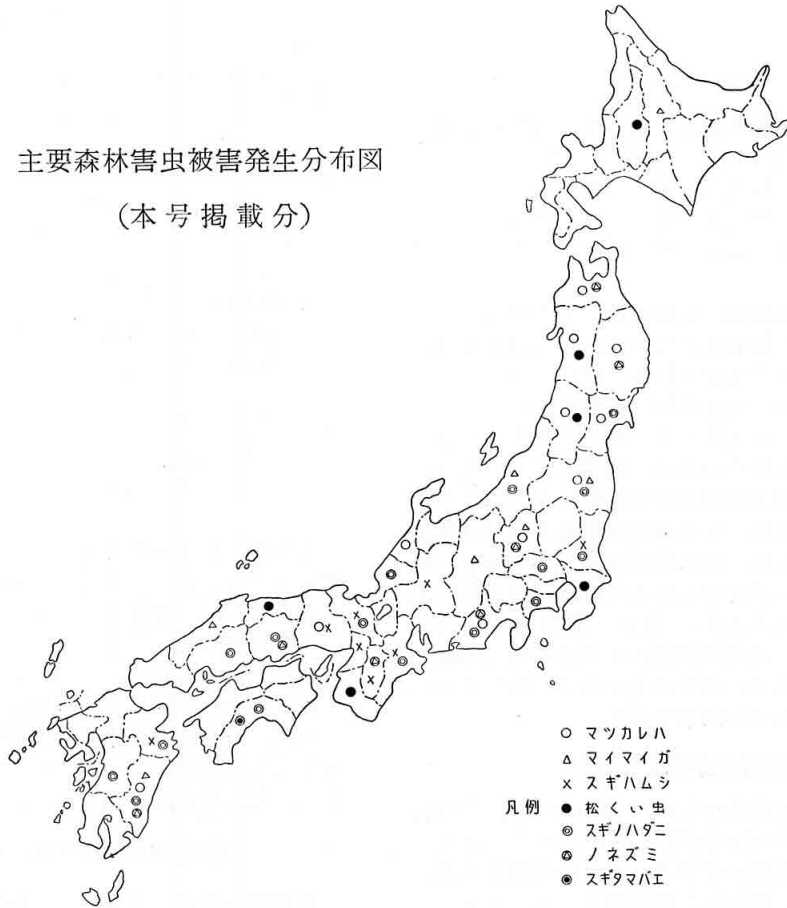 主要森林害虫被害発生分布図
(本号掲載分)
○ マツカレハ
△ マイマイガ
× スギハムシ
凡例 ● 松くい虫
◎ スギノハダニ
ノネズミ
◉ スギタマバエ